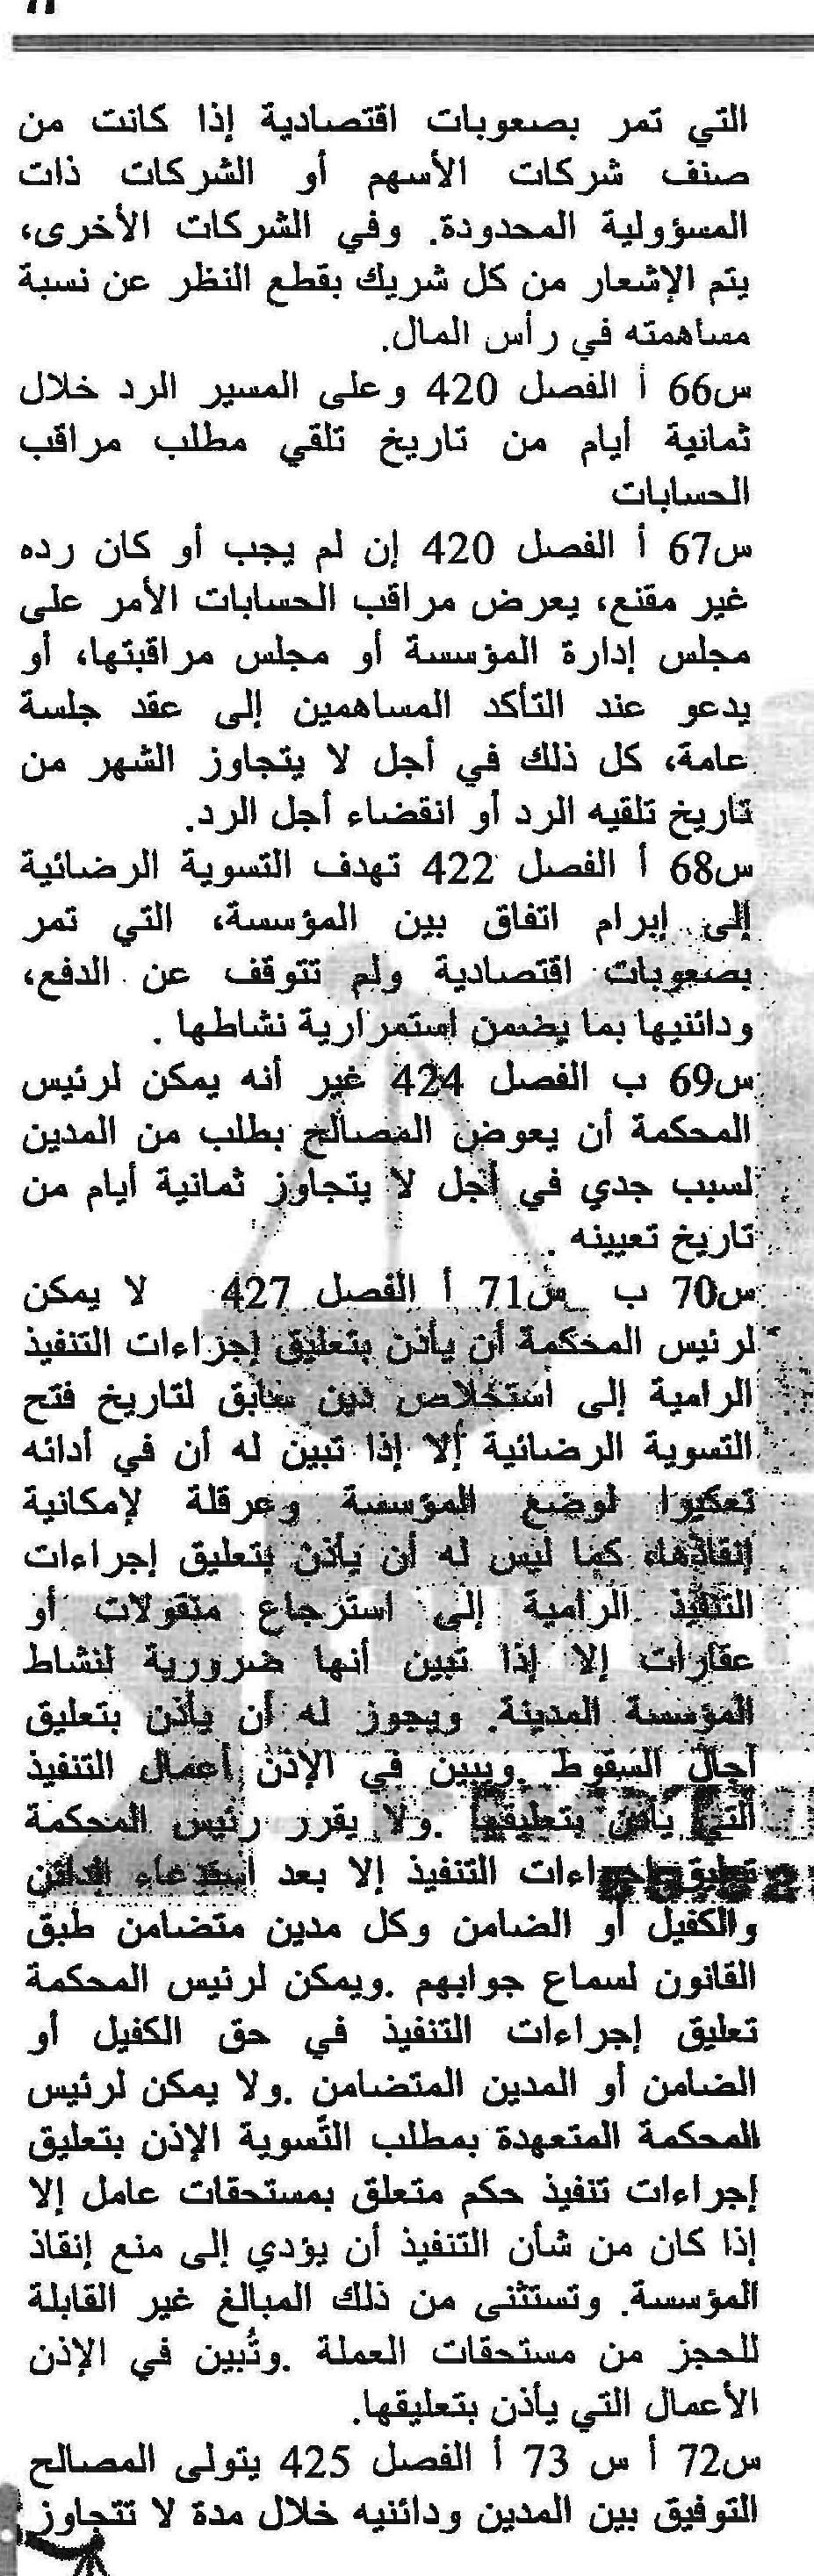 التي تمر بصعوبات اقتصادية إذا كانت من
صنف شركات الأسهم أو الشركات ذات
المسؤولية المحدودة. وفي الشركات الأخرى،
يتم الإشعار من كل شريك بقطع النظر عن نسبة
مساهمته في رأس المال.
س66 أ الفصل 420 وعلى المسير الرد خلال
ثمانية أيام من تاريخ تلقي مطلب مراقب
الحسابات
س67 أ الفصل 420 إن لم يجب أو كان رده
غير مقنع، يعرض مراقب الحسابات الأمر على
مجلس إدارة المؤسسة أو مجلس مراقبتها، أو
يدعو عند التأكد المساهمين إلى عقد جلسة
عامة، كل ذلك في أجل لا يتجاوز الشهر من
تاريخ تلقيه الرد أو انقضاء أجل الرد.
س68 أ الفصل 422 تهدف التسوية الرضائية
إلى إبرام اتفاق بين المؤسسة، التي تمر
بصعوبات اقتصادية ولم تتوقف عن الدفع،
ودائنيها بما يضمن استمرارية نشاطها .
س69 ب الفصل 424 غير أنه يمكن لرئيس
المحكمة أن يعوض المصالح بطلب من المدين
لسبب جدي في أجل لا يتجاوز ثمانية أيام من
تاريخ تعيينه .
س70 ب س71 أ الفصل 427 لا يمكن
لرئيس المحكمة أن يأذن بتعليق إجراءات التنفيذ
الرامية إلى استخلاص دين سابق لتاريخ فتح
التسوية الرضائية إلا إذا تبين له أن في أدائه
تعكيرا لوضع المؤسسة وعرقلة لإمكانية
إنقاذها. كما ليس له أن يأذن بتعليق إجراءات
التنفيذ الرامية إلى استرجاع منقولات أو
عقارات إلا إذا تبين أنها ضرورية لنشاط
المؤسسة المدينة. ويجوز له أن يأذن بتعليق
آجال السقوط .ويبين في الإذن أعمال التنفيذ
التي يأذن بتعليقها .ولا يقرر رئيس المحكمة
تعليق إجراءات التنفيذ إلا بعد استدعاء الدائن
والكفيل أو الضامن وكل مدين متضامن طبق
القانون لسماع جوابهم .ويمكن لرئيس المحكمة
تعليق إجراءات التنفيذ في حق الكفيل أو
الضامن أو المدين المتضامن .ولا يمكن لرئيس
المحكمة المتعهدة بمطلب التسوية الإذن بتعليق
إجراءات تنفيذ حكم متعلق بمستحقات عامل إلا
إذا كان من شأن التنفيذ أن يؤدي إلى منع إنقاذ
المؤسسة. وتستثنى من ذلك المبالغ غير القابلة
للحجز من مستحقات العملة .وتُبين في الإذن
الأعمال التي يأذن بتعليقها.
س72 أ س 73 أ الفصل 425 يتولى المصالح
التوفيق بين المدين ودائنيه خلال مدة لا تتجاوز